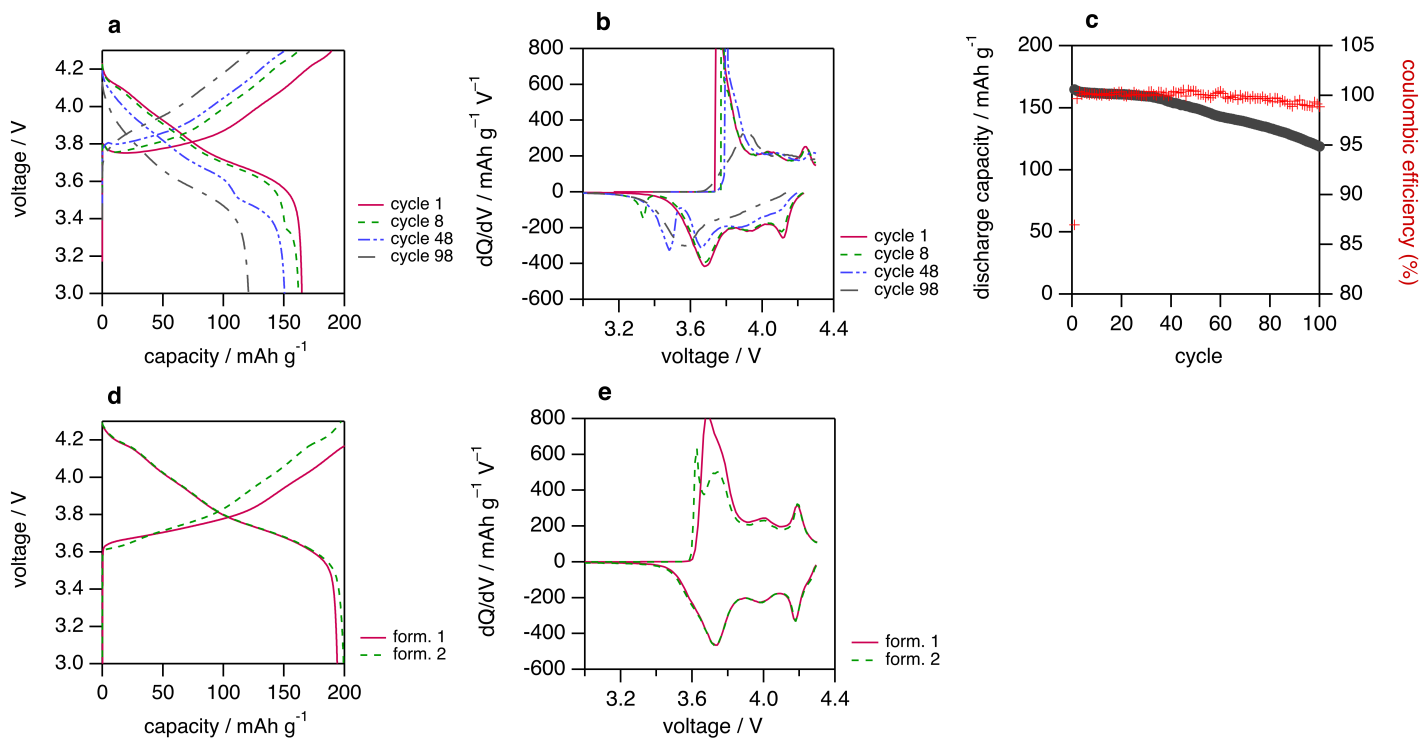 a
voltage / V
4.2
4.0
3.8
3.6
3.4
3.2
3.0
0 50 100 150 200
capacity / mAh g⁻¹
cycle 1
cycle 8
cycle 48
cycle 98
b
dQ/dV / mAh g⁻¹ V⁻¹
800
600
400
200
0
-200
-400
-600
3.2 3.6 4.0 4.4
voltage / V
cycle 1
cycle 8
cycle 48
cycle 98
c
discharge capacity / mAh g⁻¹
200
150
100
50
0
0 20 40 60 80 100
cycle
105
100
95
90
85
80
coulombic efficiency (%)
d
voltage / V
4.2
4.0
3.8
3.6
3.4
3.2
3.0
0 50 100 150 200
capacity / mAh g⁻¹
form. 1
form. 2
e
dQ/dV / mAh g⁻¹ V⁻¹
800
600
400
200
0
-200
-400
-600
3.2 3.6 4.0 4.4
voltage / V
form. 1
form. 2